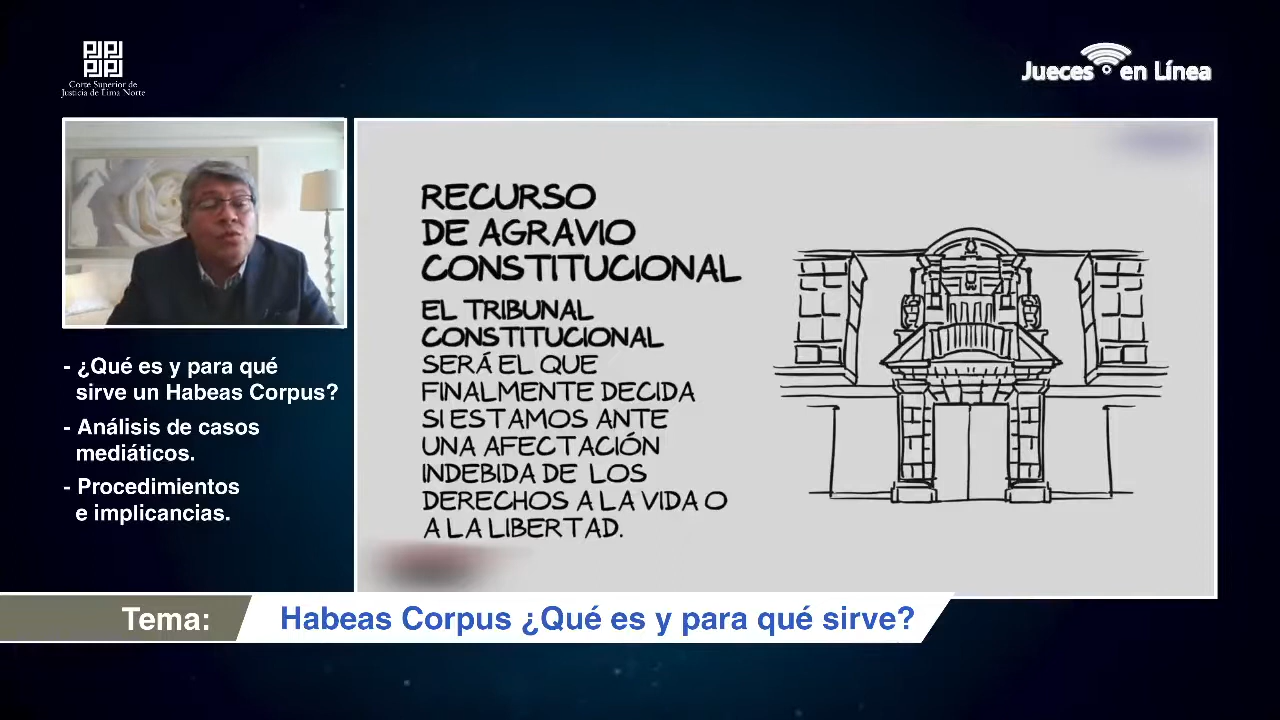 Corte Superior de
Justicia de Lima Norte
Jueces en Línea
RECURSO
DE AGRAVIO
CONSTITUCIONAL
EL TRIBUNAL
CONSTITUCIONAL
SERÁ EL QUE
FINALMENTE DECIDA
SI ESTAMOS ANTE
UNA AFECTACIÓN
INDEBIDA DE LOS
DERECHOS A LA VIDA O
A LA LIBERTAD.
- ¿Qué es y para qué
sirve un Habeas Corpus?
- Análisis de casos
mediáticos.
- Procedimientos
e implicancias.
Tema:
Habeas Corpus ¿Qué es y para qué sirve?